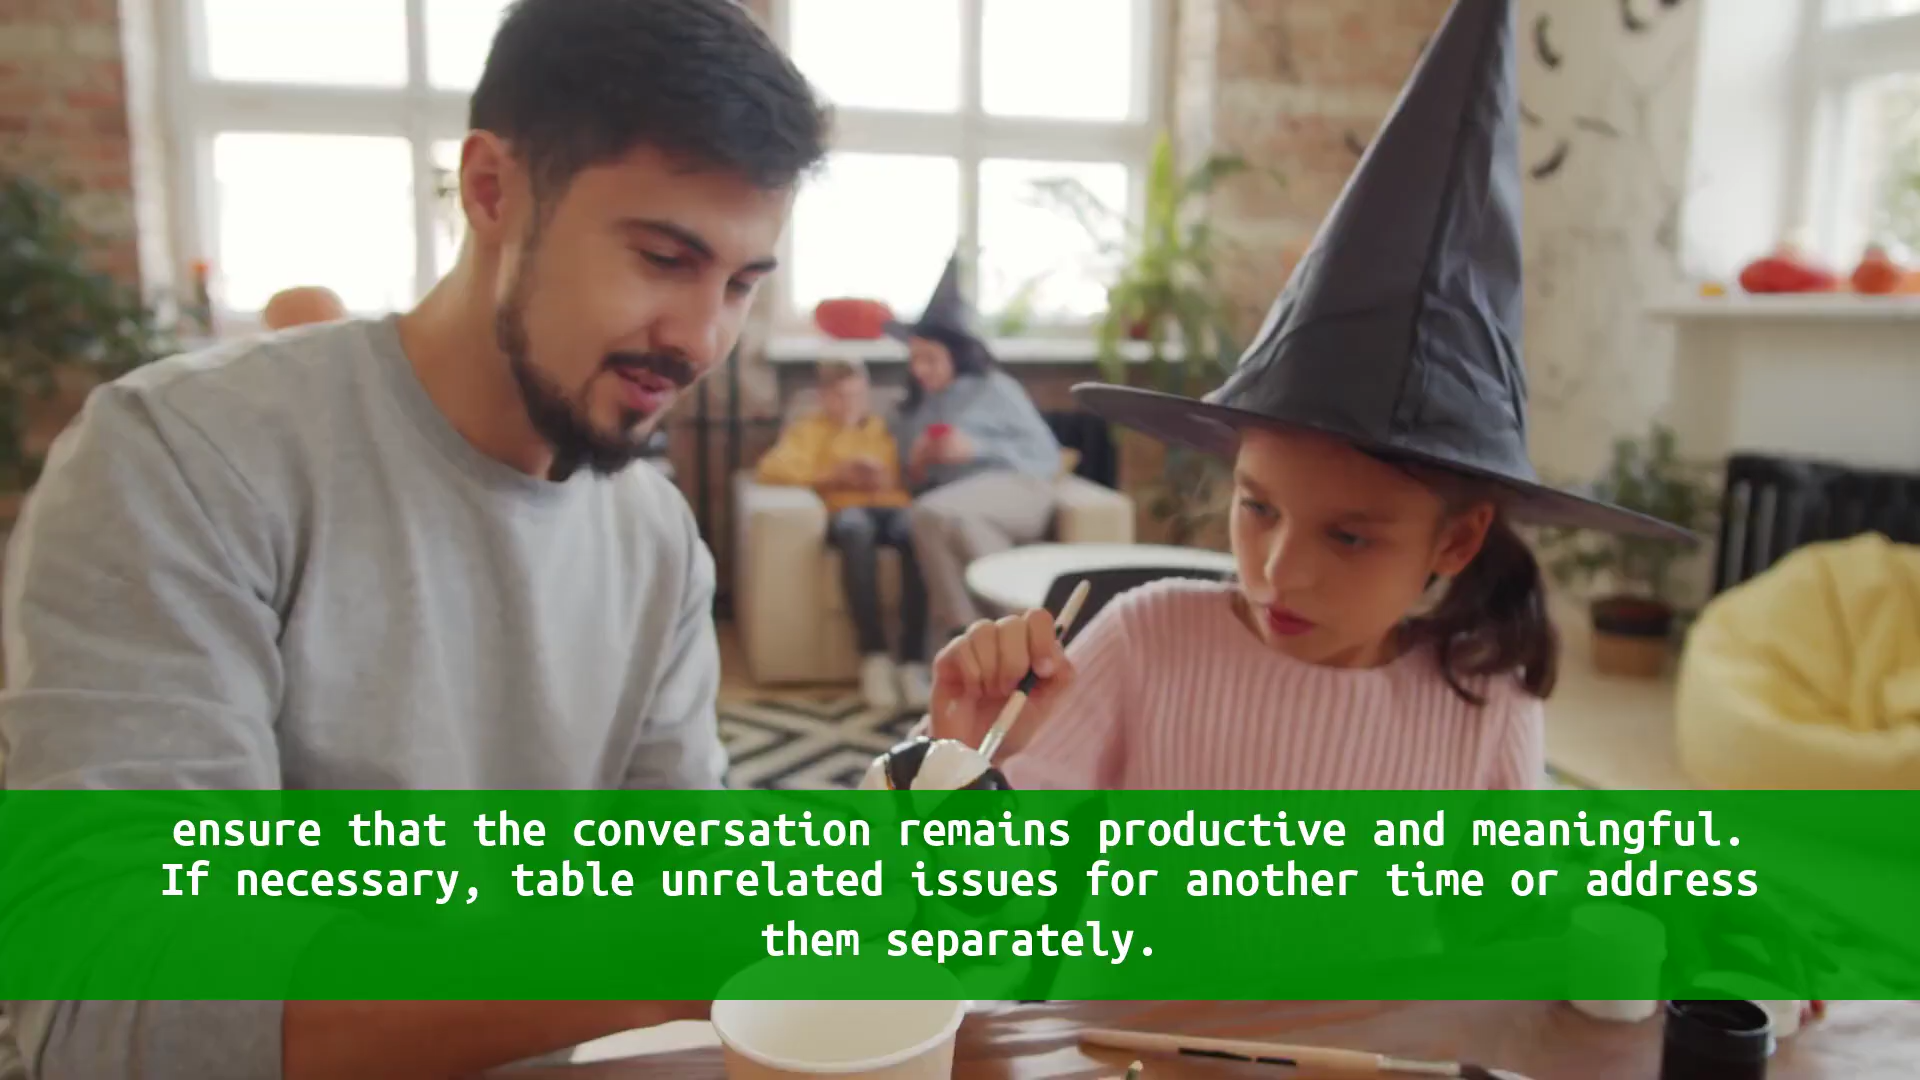 ensure that the conversation remains productive and meaningful.
If necessary, table unrelated issues for another time or address
them separately.